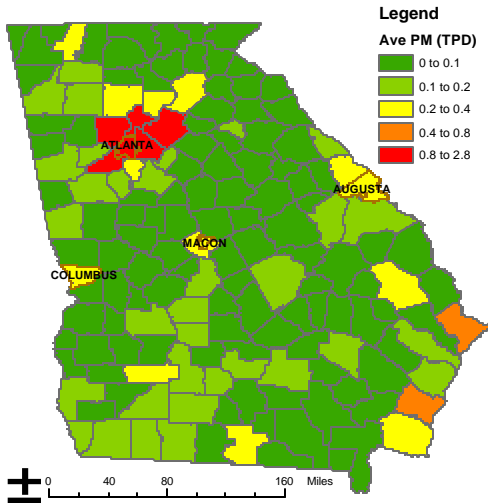 Legend
Ave PM (TPD)
0 to 0.1
0.1 to 0.2
0.2 to 0.4
0.4 to 0.8
0.8 to 2.8
ATLANTA
AUGUSTA
MACON
COLUMBUS
0 40 80 160 Miles